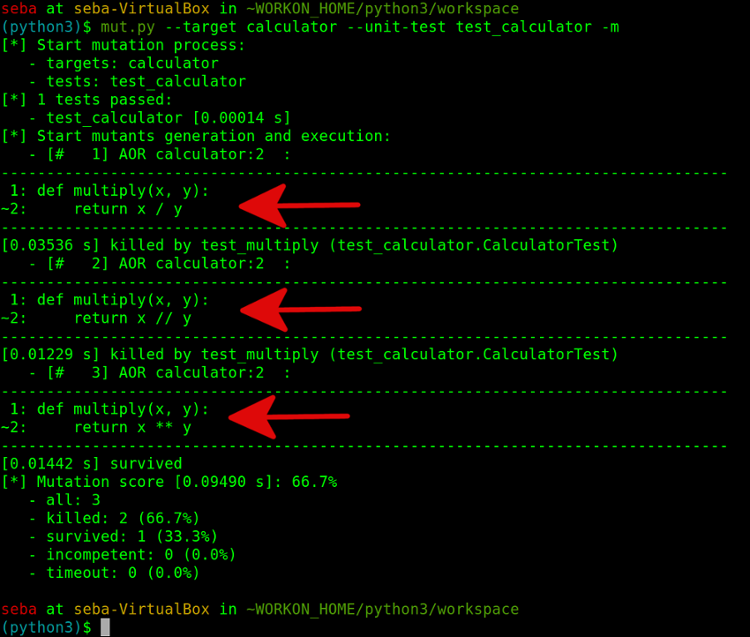 seba at seba-VirtualBox in ~WORKON_HOME/python3/workspace
(python3)$ mut.py --target calculator --unit-test test_calculator -m
[*] Start mutation process:
   - targets: calculator
   - tests: test_calculator
[*] 1 tests passed:
   - test_calculator [0.00014 s]
[*] Start mutants generation and execution:
   - [#   1] AOR calculator:2  :
--------------------------------------------------------------------------------
 1: def multiply(x, y):
~2:     return x / y
--------------------------------------------------------------------------------
[0.03536 s] killed by test_multiply (test_calculator.CalculatorTest)
   - [#   2] AOR calculator:2  :
--------------------------------------------------------------------------------
 1: def multiply(x, y):
~2:     return x // y
--------------------------------------------------------------------------------
[0.01229 s] killed by test_multiply (test_calculator.CalculatorTest)
   - [#   3] AOR calculator:2  :
--------------------------------------------------------------------------------
 1: def multiply(x, y):
~2:     return x ** y
--------------------------------------------------------------------------------
[0.01442 s] survived
[*] Mutation score [0.09490 s]: 66.7%
   - all: 3
   - killed: 2 (66.7%)
   - survived: 1 (33.3%)
   - incompetent: 0 (0.0%)
   - timeout: 0 (0.0%)
seba at seba-VirtualBox in ~WORKON_HOME/python3/workspace
(python3)$